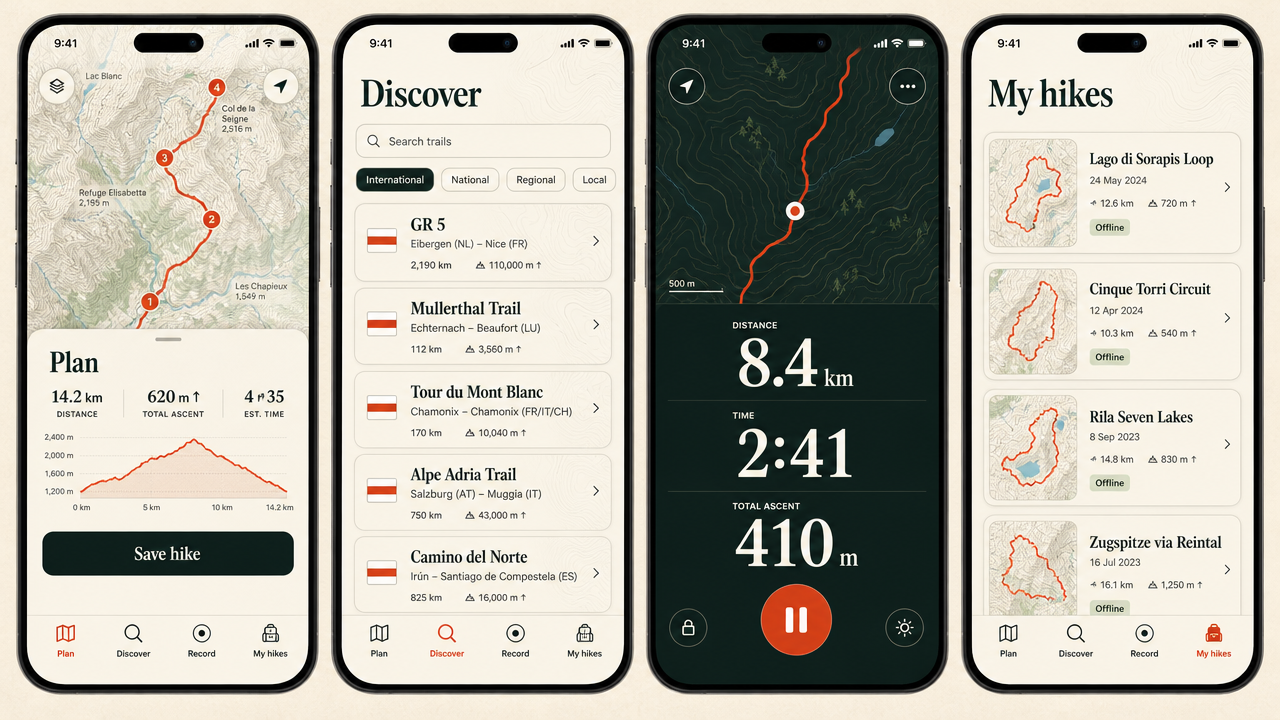 9:41
Lac Blanc
4
Col de la
Seigne
2,516 m
3
Refuge Elisabetta
2,195 m
2
Les Chapieux
1,549 m
1
Plan
14.2 km
DISTANCE
620 m ↑
TOTAL ASCENT
4 35
EST. TIME
2,400 m
2,000 m
1,600 m
1,200 m
0 km 5 km 10 km 14.2 km
Save hike
Plan Discover Record My hikes
9:41
Discover
Search trails
International National Regional Local
GR 5
Eibergen (NL) – Nice (FR)
2,190 km 110,000 m ↑
Mullerthal Trail
Echternach – Beaufort (LU)
112 km 3,560 m ↑
Tour du Mont Blanc
Chamonix – Chamonix (FR/IT/CH)
170 km 10,040 m ↑
Alpe Adria Trail
Salzburg (AT) – Muggia (IT)
750 km 43,000 m ↑
Camino del Norte
Irún – Santiago de Compestela (ES)
825 km 16,000 m ↑
Plan Discover Record My hikes
9:41
500 m
DISTANCE
8.4 km
TIME
2:41
TOTAL ASCENT
410 m
9:41
My hikes
Lago di Sorapis Loop
24 May 2024
12.6 km 720 m ↑
Offline
Cinque Torri Circuit
12 Apr 2024
10.3 km 540 m ↑
Offline
Rila Seven Lakes
8 Sep 2023
14.8 km 830 m ↑
Offline
Zugspitze via Reintal
16 Jul 2023
16.1 km 1,250 m ↑
Offline
Plan Discover Record My hikes